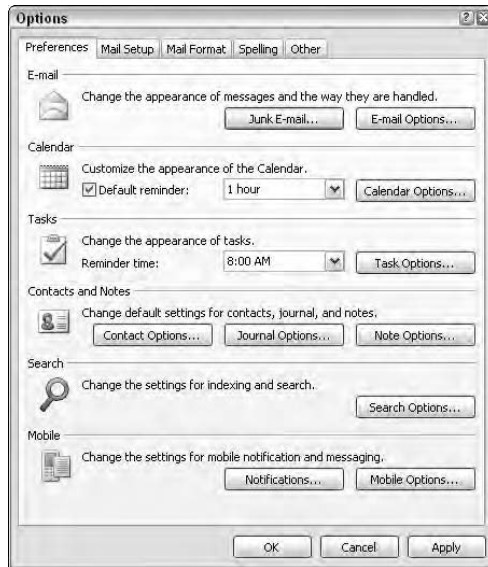 Options
Preferences Mail Setup Mail Format Spelling Other
E-mail
Change the appearance of messages and the way they are handled.
Junk E-mail... E-mail Options...
Calendar
Customize the appearance of the Calendar.
Default reminder: 1 hour Calendar Options...
Tasks
Change the appearance of tasks.
Reminder time: 8:00 AM Task Options...
Contacts and Notes
Change default settings for contacts, journal, and notes.
Contact Options... Journal Options... Note Options...
Search
Change the settings for indexing and search.
Search Options...
Mobile
Change the settings for mobile notification and messaging.
Notifications... Mobile Options...
OK Cancel Apply